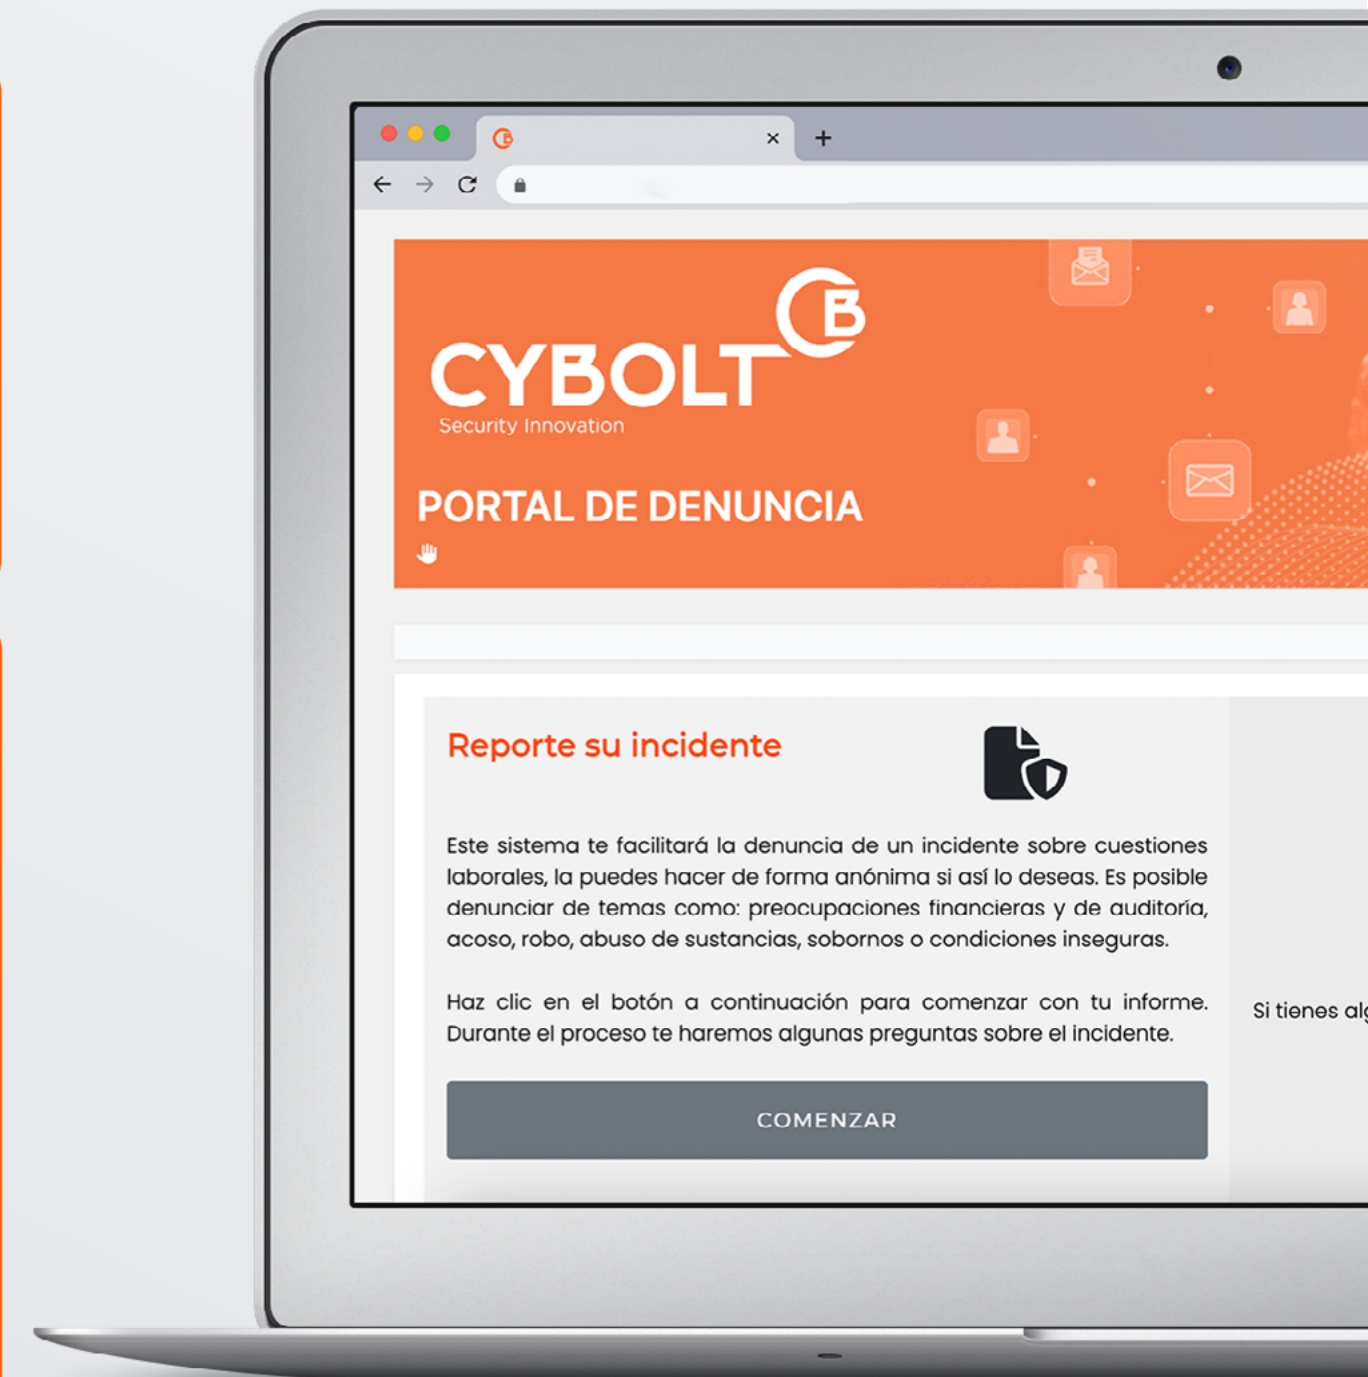 CYBOLT
CB
Security Innovation
PORTAL DE DENUNCIA
Reporte su incidente
Este sistema te facilitará la denuncia de un incidente sobre cuestiones
laborales, la puedes hacer de forma anónima si así lo deseas. Es posible
denunciar de temas como: preocupaciones financieras y de auditoría,
acoso, robo, abuso de sustancias, sobornos o condiciones inseguras.
Haz clic en el botón a continuación para comenzar con tu informe.
Durante el proceso te haremos algunas preguntas sobre el incidente.
COMENZAR
Si tienes